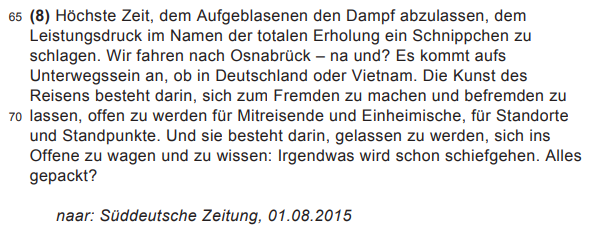 65 (8) Höchste Zeit, dem Aufgeblasenen den Dampf abzulassen, dem
Leistungsdruck im Namen der totalen Erholung ein Schnippchen zu
schlagen. Wir fahren nach Osnabrück – na und? Es kommt aufs
Unterwegssein an, ob in Deutschland oder Vietnam. Die Kunst des
Reisens besteht darin, sich zum Fremden zu machen und befremden zu
70 lassen, offen zu werden für Mitreisende und Einheimische, für Standorte
und Standpunkte. Und sie besteht darin, gelassen zu werden, sich ins
Offene zu wagen und zu wissen: Irgendwas wird schon schiefgehen. Alles
gepackt?
naar: Süddeutsche Zeitung, 01.08.2015